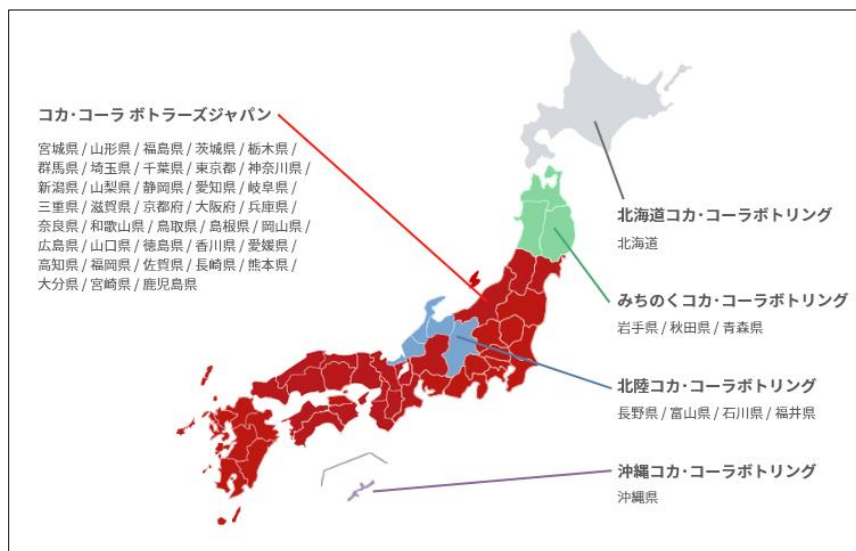 コカ・コーラ ボトラーズジャパン
宮城県 / 山形県 / 福島県 / 茨城県 / 栃木県 /
群馬県 / 埼玉県 / 千葉県 / 東京都 / 神奈川県 /
新潟県 / 山梨県 / 静岡県 / 愛知県 / 岐阜県 /
三重県 / 滋賀県 / 京都府 / 大阪府 / 兵庫県 /
奈良県 / 和歌山県 / 鳥取県 / 島根県 / 岡山県 /
広島県 / 山口県 / 徳島県 / 香川県 / 愛媛県 /
高知県 / 福岡県 / 佐賀県 / 長崎県 / 熊本県 /
大分県 / 宮崎県 / 鹿児島県
北海道コカ・コーラボトリング
北海道
みちのくコカ・コーラボトリング
岩手県 / 秋田県 / 青森県
北陸コカ・コーラボトリング
長野県 / 富山県 / 石川県 / 福井県
沖縄コカ・コーラボトリング
沖縄県